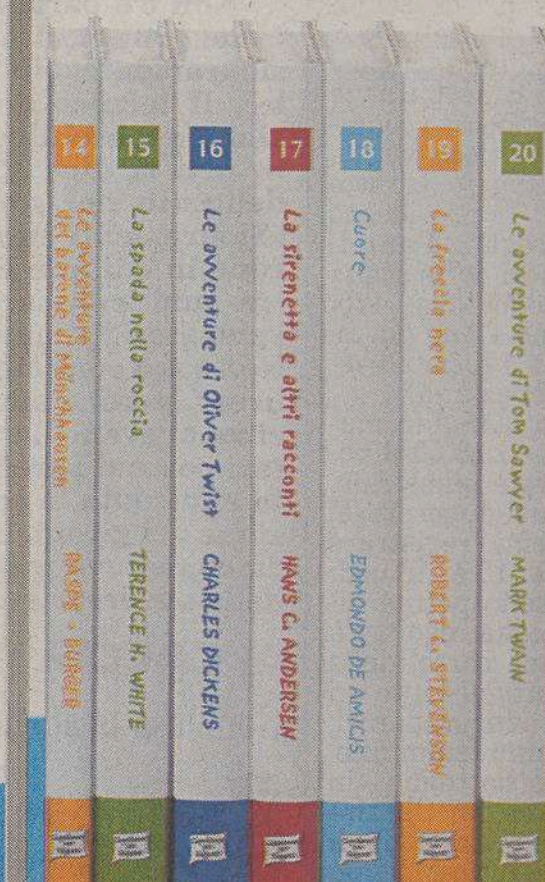 14
Le avventure
del barone di Münchhausen
RASPE - BÜRGER
15
La spada nella roccia
TERENCE H. WHITE
16
Le avventure di Oliver Twist
CHARLES DICKENS
17
La sirenetta e altri racconti
HANS C. ANDERSEN
18
Cuore
EDMONDO DE AMICIS
19
La freccia nera
ROBERT L. STEVENSON
20
Le avventure di Tom Sawyer
MARK TWAIN